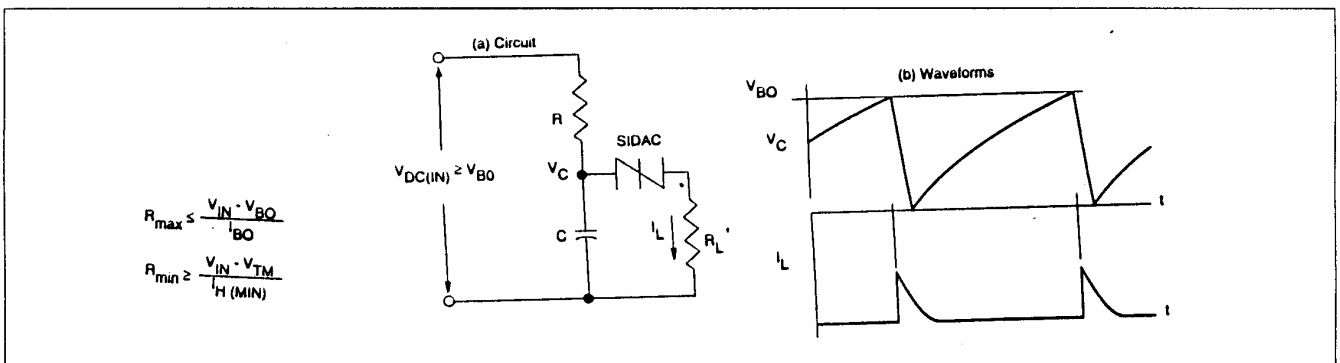 (a) Circuit
R
SIDAC
V_C
V_DC(IN) ≥ V_B0
C
I_L
R_L
R_max ≤ (V_IN - V_BO) / I_BO
R_min ≥ (V_IN - V_TM) / I_H (MIN)
(b) Waveforms
V_BO
V_C
t
I_L
t